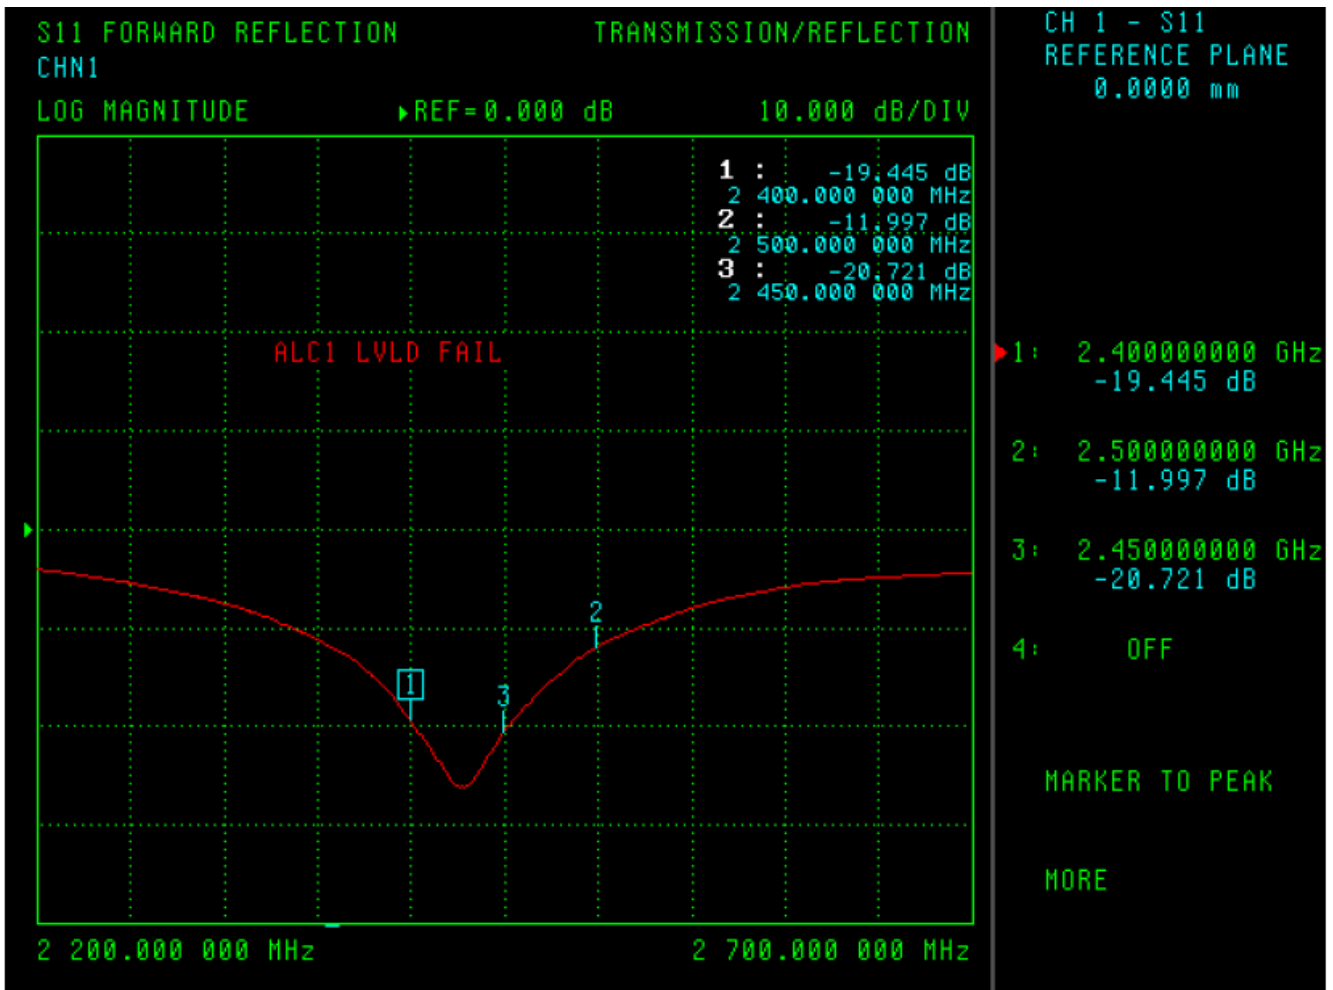 S11 FORWARD REFLECTION TRANSMISSION/REFLECTION
CHN1
LOG MAGNITUDE ▶REF=0.000 dB 10.000 dB/DIV
1 : -19.445 dB
2 400.000 000 MHz
2 : -11.997 dB
2 500.000 000 MHz
3 : -20.721 dB
2 450.000 000 MHz
ALC1 LVLD FAIL
1
3
2
2 200.000 000 MHz 2 700.000 000 MHz
CH 1 - S11
REFERENCE PLANE
0.0000 mm
1: 2.400000000 GHz
-19.445 dB
2: 2.500000000 GHz
-11.997 dB
3: 2.450000000 GHz
-20.721 dB
4: OFF
MARKER TO PEAK
MORE